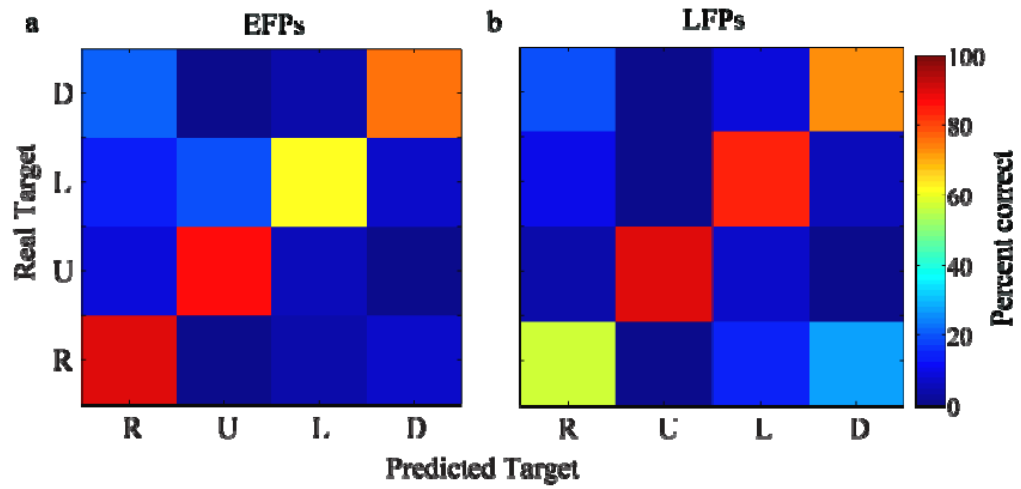 a EFPs b LFPs
100
D
80
L
60
Real Target
Percent correct
40
U
20
R
0
R U L D R U L D
Predicted Target